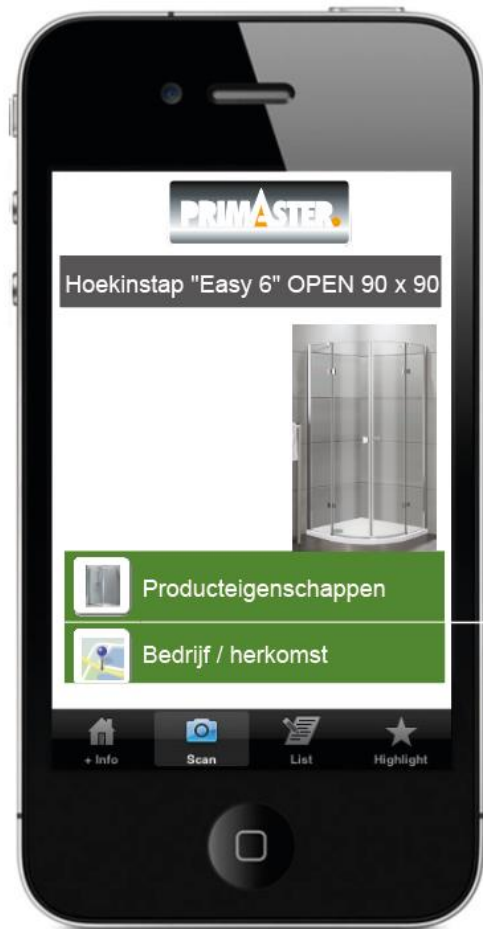 PRIMASTER.
Hoekinstap "Easy 6" OPEN 90 x 90
Producteigenschappen
Bedrijf / herkomst
+ Info Scan List Highlight